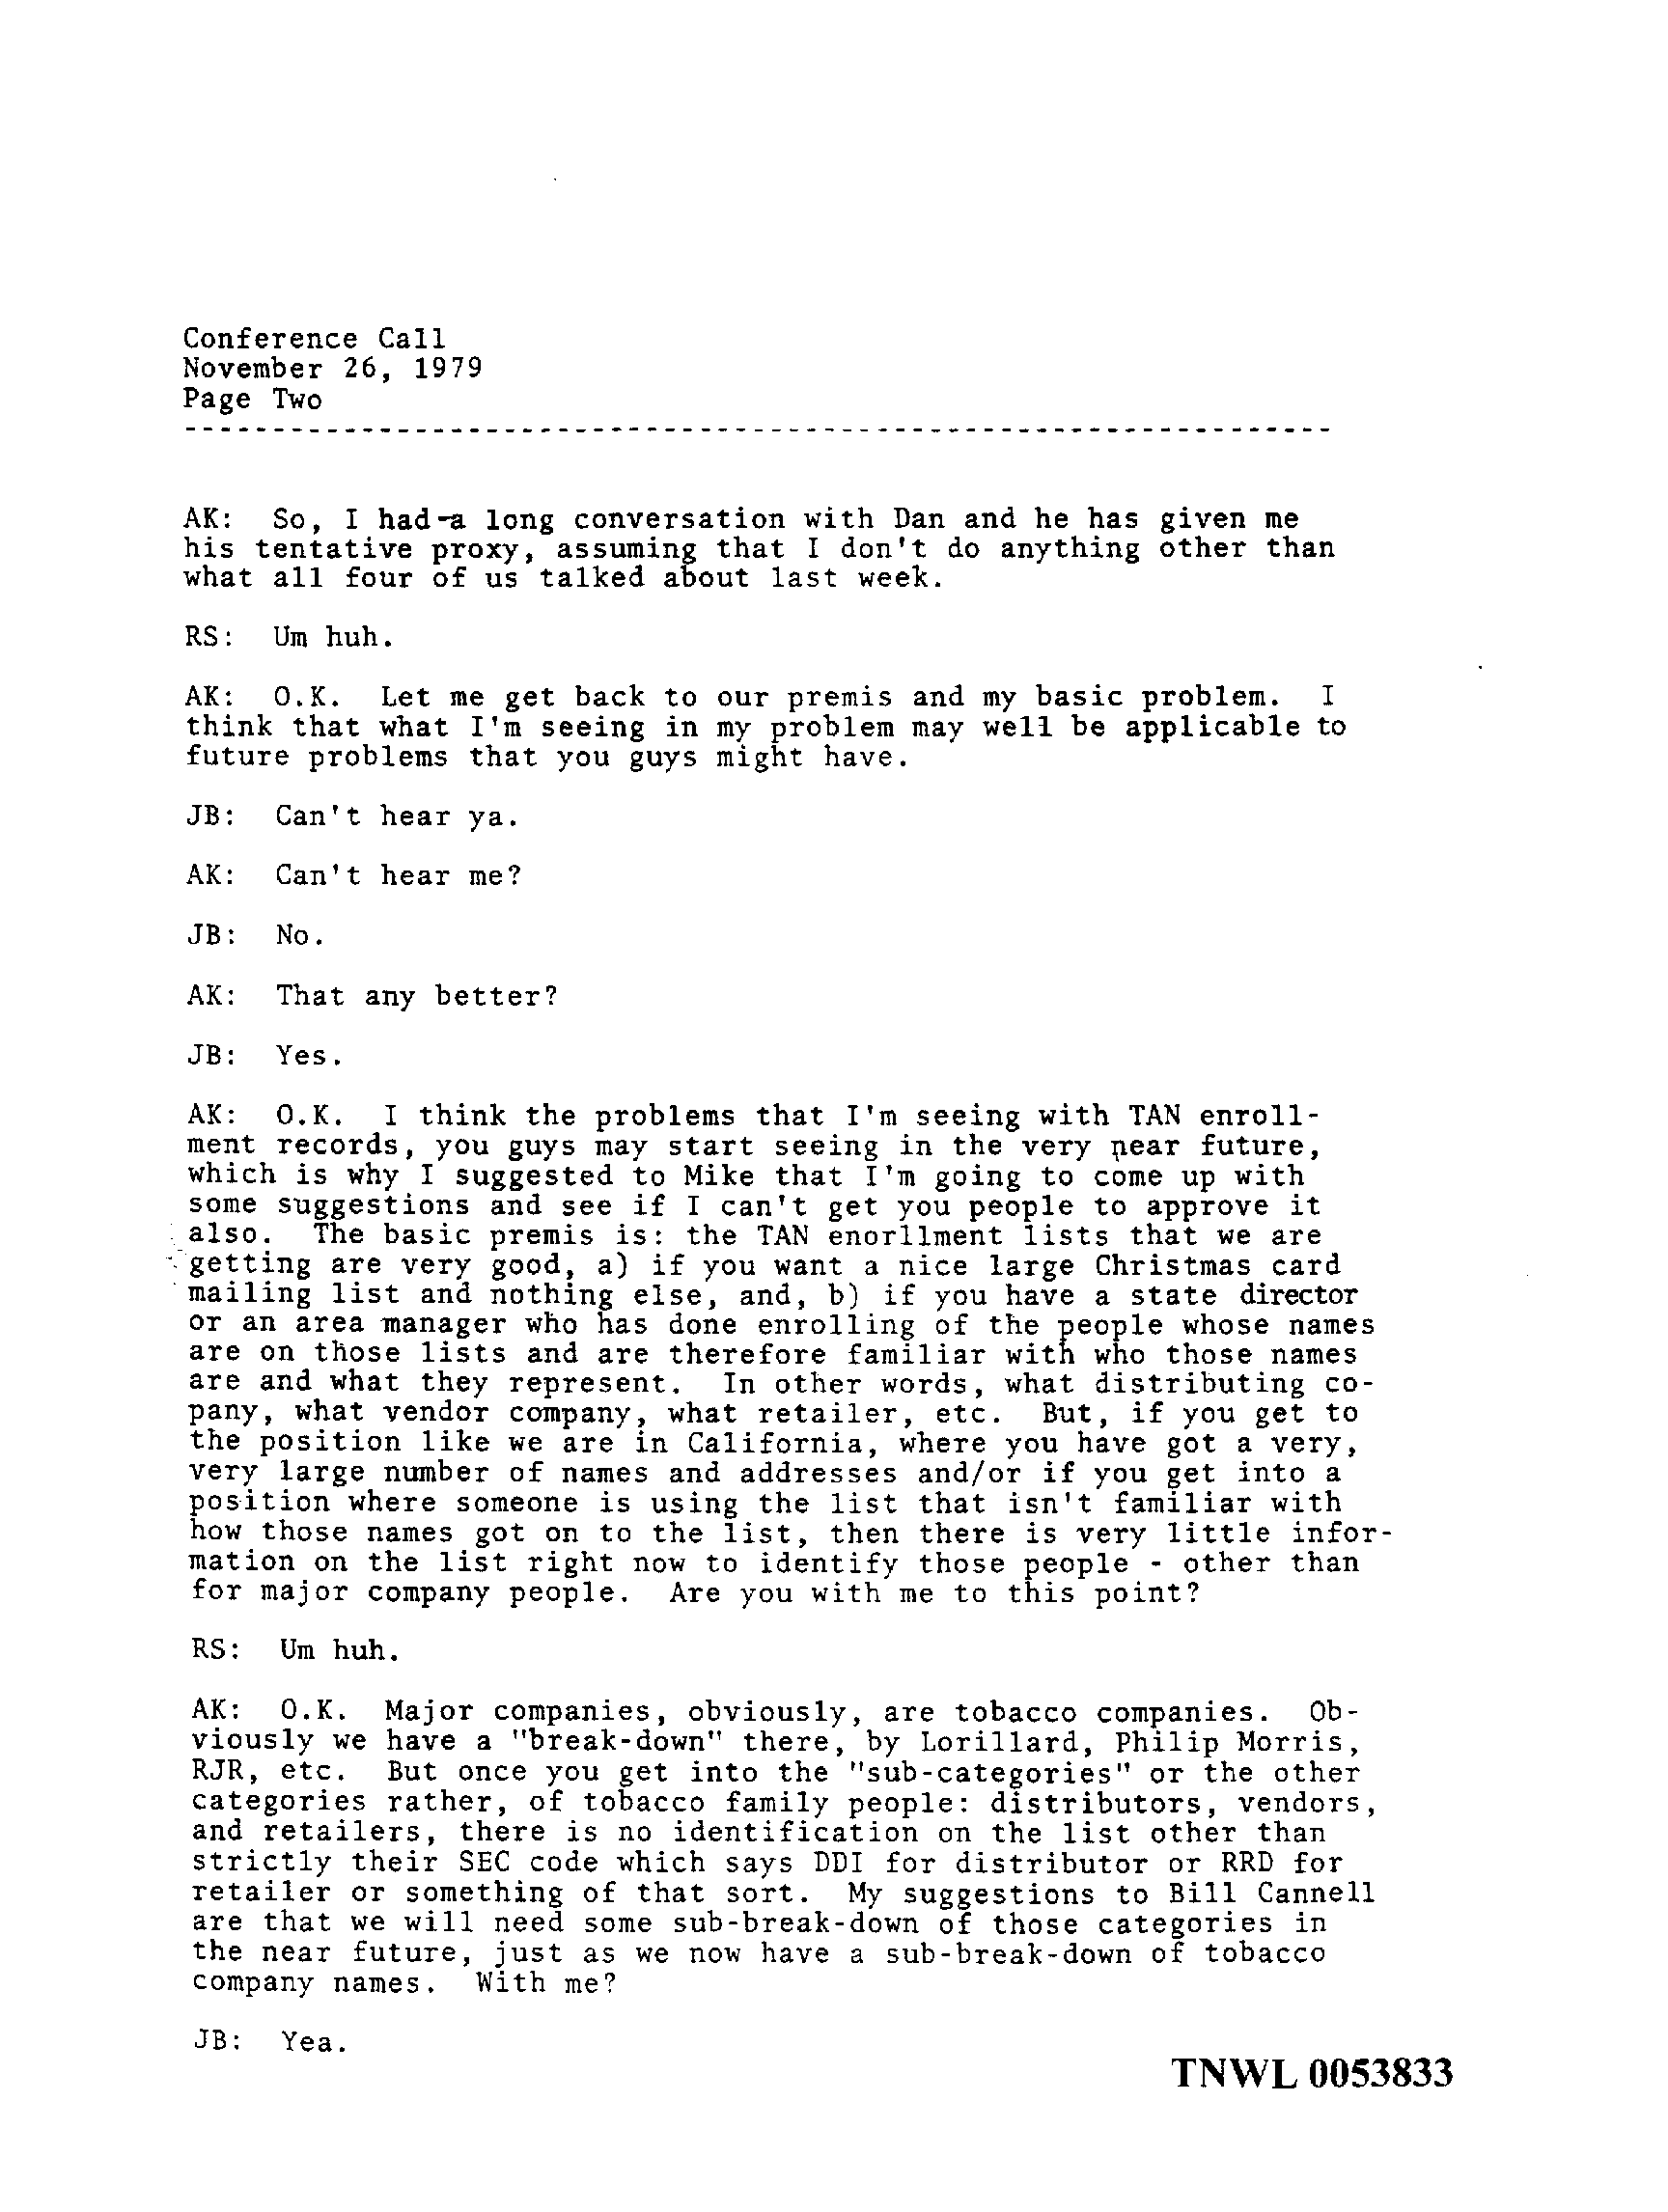 Conference Call
November 26, 1979
Page Two
-----------------------------------------------------------------
AK:  So, I had a long conversation with Dan and he has given me
his tentative proxy, assuming that I don't do anything other than
what all four of us talked about last week.
RS:  Um huh.
AK:  O.K.  Let me get back to our premis and my basic problem.  I
think that what I'm seeing in my problem may well be applicable to
future problems that you guys might have.
JB:  Can't hear ya.
AK:  Can't hear me?
JB:  No.
AK:  That any better?
JB:  Yes.
AK:  O.K.  I think the problems that I'm seeing with TAN enroll-
ment records, you guys may start seeing in the very near future,
which is why I suggested to Mike that I'm going to come up with
some suggestions and see if I can't get you people to approve it
also.  The basic premis is: the TAN enorllment lists that we are
getting are very good, a) if you want a nice large Christmas card
mailing list and nothing else, and, b) if you have a state director
or an area manager who has done enrolling of the people whose names
are on those lists and are therefore familiar with who those names
are and what they represent.  In other words, what distributing co-
pany, what vendor company, what retailer, etc.  But, if you get to
the position like we are in California, where you have got a very,
very large number of names and addresses and/or if you get into a
position where someone is using the list that isn't familiar with
how those names got on to the list, then there is very little infor-
mation on the list right now to identify those people - other than
for major company people.  Are you with me to this point?
RS:  Um huh.
AK:  O.K.  Major companies, obviously, are tobacco companies.  Ob-
viously we have a "break-down" there, by Lorillard, Philip Morris,
RJR, etc.  But once you get into the "sub-categories" or the other
categories rather, of tobacco family people: distributors, vendors,
and retailers, there is no identification on the list other than
strictly their SEC code which says DDI for distributor or RRD for
retailer or something of that sort.  My suggestions to Bill Cannell
are that we will need some sub-break-down of those categories in
the near future, just as we now have a sub-break-down of tobacco
company names.  With me?
JB:  Yea.
TNWL 0053833